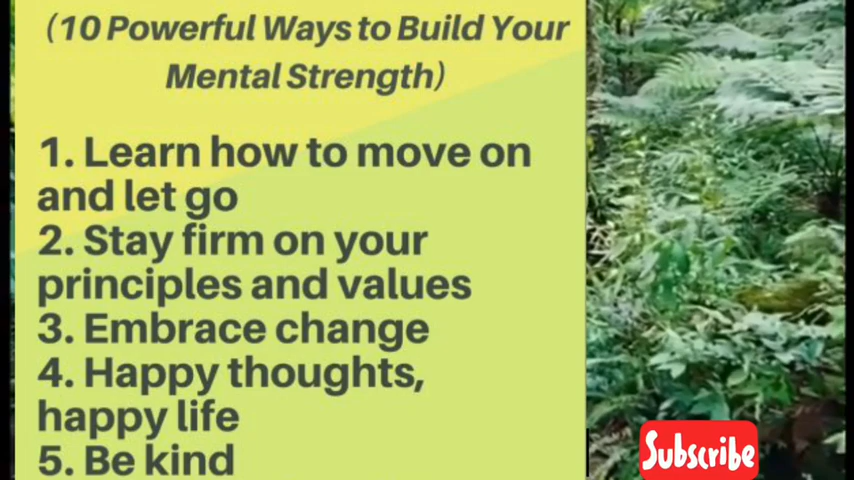 (10 Powerful Ways to Build Your
Mental Strength)
1. Learn how to move on
and let go
2. Stay firm on your
principles and values
3. Embrace change
4. Happy thoughts,
happy life
5. Be kind
Subscribe